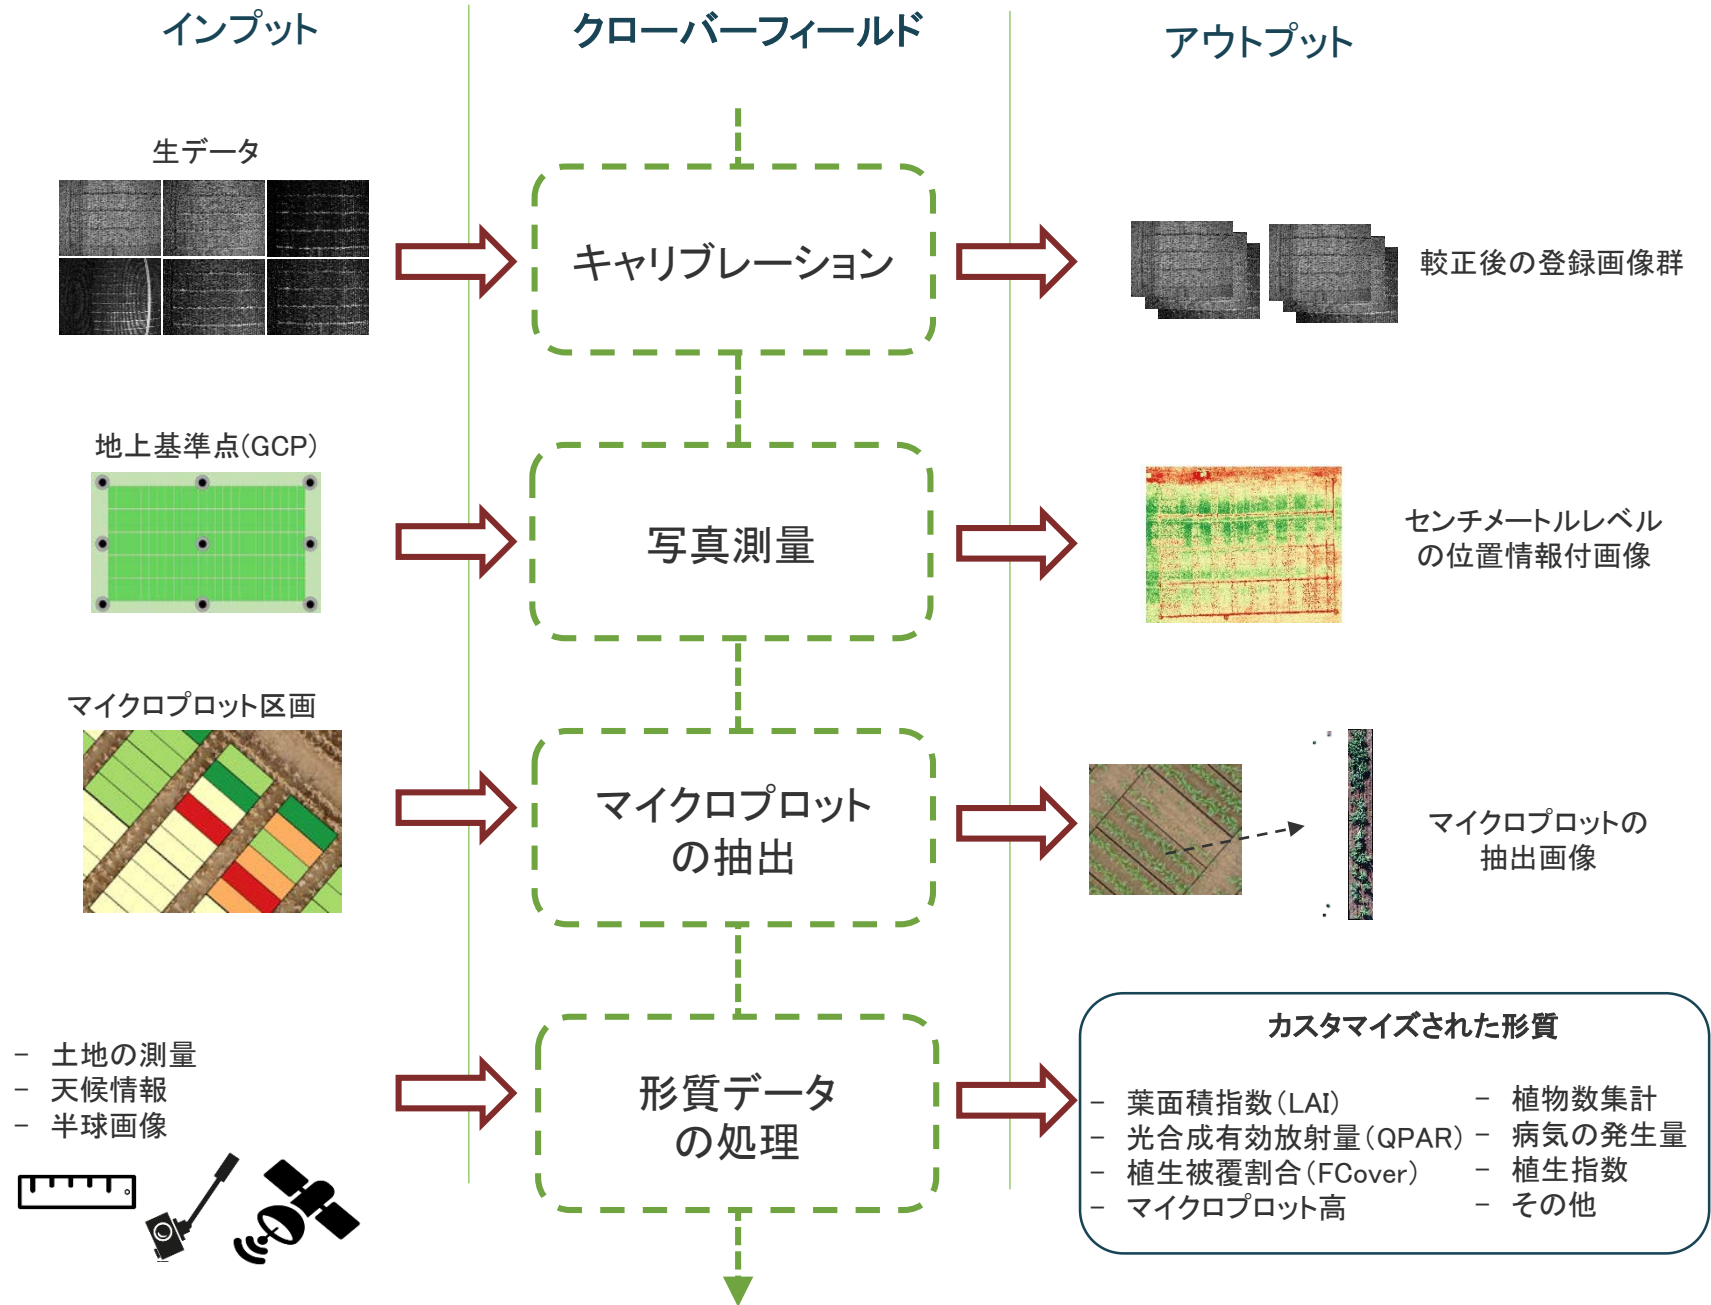 インプット
クローバーフィールド
アウトプット
生データ
キャリブレーション
較正後の登録画像群
地上基準点(GCP)
写真測量
センチメートルレベル
の位置情報付画像
マイクロプロット区画
マイクロプロット
の抽出
マイクロプロットの
抽出画像
- 土地の測量
- 天候情報
- 半球画像
形質データ
の処理
カスタマイズされた形質
- 葉面積指数(LAI)
- 光合成有効放射量(QPAR)
- 植生被覆割合(FCover)
- マイクロプロット高
- 植物数集計
- 病気の発生量
- 植生指数
- その他